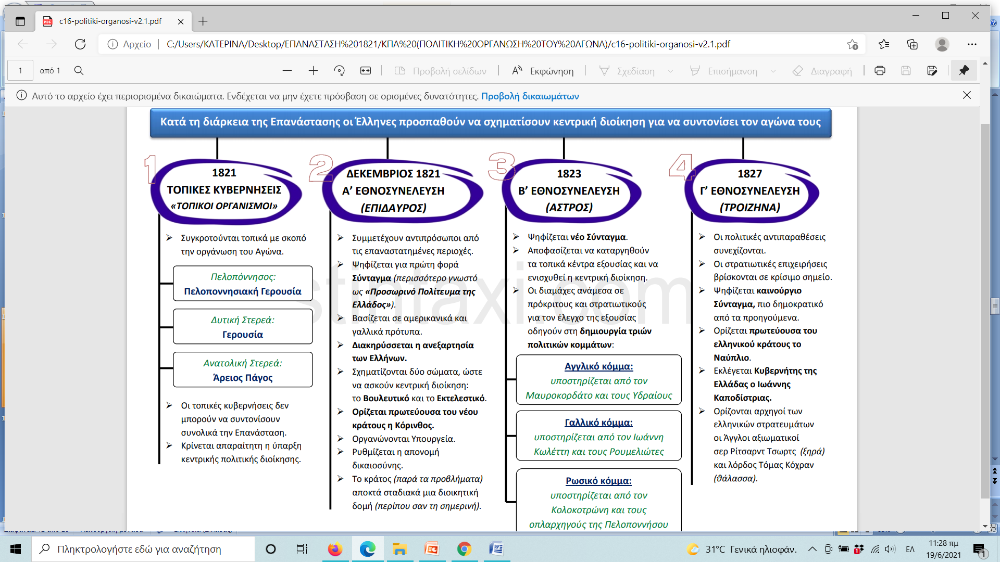 c16-politiki-organosi-v2.1.pdf
Αρχείο
C:/Users/KATEPINA/Desktop/ΕΠΑΝΑΣΤΑΣΗ%201821/ΚΠΑ%20(ΠΟΛΙΤΙΚΗ%20ΟΡΓΑΝΩΣΗ%20ΤΟΥ%20ΑΓΩΝΑ)/c16-politiki-organosi-v2.1.pdf
1
από 1
Προβολή σελίδων
Εκφώνηση
Σχεδίαση
Επισήμανση
Διαγραφή
Αυτό το αρχείο έχει περιορισμένα δικαιώματα. Ενδέχεται να μην έχετε πρόσβαση σε ορισμένες δυνατότητες. Προβολή δικαιωμάτων
Κατά τη διάρκεια της Επανάστασης οι Έλληνες προσπαθούν να σχηματίσουν κεντρική διοίκηση για να συντονίσει τον αγώνα τους
1
1821
ΤΟΠΙΚΕΣ ΚΥΒΕΡΝΗΣΕΙΣ
«ΤΟΠΙΚΟΙ ΟΡΓΑΝΙΣΜΟΙ»
Συγκροτούνται τοπικά με σκοπό
την οργάνωση του Αγώνα.
Πελοπόννησος:
Πελοποννησιακή Γερουσία
Δυτική Στερεά:
Γερουσία
Ανατολική Στερεά:
Άρειος Πάγος
Οι τοπικές κυβερνήσεις δεν
μπορούν να συντονίσουν
συνολικά την Επανάσταση.
Κρίνεται απαραίτητη η ύπαρξη
κεντρικής πολιτικής διοίκησης.
2
ΔΕΚΕΜΒΡΙΟΣ 1821
Α’ ΕΘΝΟΣΥΝΕΛΕΥΣΗ
(ΕΠΙΔΑΥΡΟΣ)
Συμμετέχουν αντιπρόσωποι από
τις επαναστατημένες περιοχές.
Ψηφίζεται για πρώτη φορά
Σύνταγμα (περισσότερο γνωστό
ως «Προσωρινό Πολίτευμα της
Ελλάδος»).
Βασίζεται σε αμερικανικά και
γαλλικά πρότυπα.
Διακηρύσσεται η ανεξαρτησία
των Ελλήνων.
Σχηματίζονται δύο σώματα, ώστε
να ασκούν κεντρική διοίκηση:
το Βουλευτικό και το Εκτελεστικό.
Ορίζεται πρωτεύουσα του νέου
κράτους η Κόρινθος.
Οργανώνονται Υπουργεία.
Ρυθμίζεται η απονομή
δικαιοσύνης.
Το κράτος (παρά τα προβλήματα)
αποκτά σταδιακά μια διοικητική
δομή (περίπου σαν τη σημερινή).
3
1823
Β’ ΕΘΝΟΣΥΝΕΛΕΥΣΗ
(ΑΣΤΡΟΣ)
Ψηφίζεται νέο Σύνταγμα.
Αποφασίζεται να καταργηθούν
τα τοπικά κέντρα εξουσίας και να
ενισχυθεί η κεντρική διοίκηση.
Οι διαμάχες ανάμεσα σε
πρόκριτους και στρατιωτικούς
για τον έλεγχο της εξουσίας
οδηγούν στη δημιουργία τριών
πολιτικών κομμάτων:
Αγγλικό κόμμα:
υποστηρίζεται από τον
Μαυροκορδάτο και τους Υδραίους
Γαλλικό κόμμα:
υποστηρίζεται από τον Ιωάννη
Κωλέττη και τους Ρουμελιώτες
Ρωσικό κόμμα:
υποστηρίζεται από τον
Κολοκοτρώνη και τους
οπλαρχηγούς της Πελοποννήσου
4
1827
Γ’ ΕΘΝΟΣΥΝΕΛΕΥΣΗ
(ΤΡΟΙΖΗΝΑ)
Οι πολιτικές αντιπαραθέσεις
συνεχίζονται.
Οι στρατιωτικές επιχειρήσεις
βρίσκονται σε κρίσιμο σημείο.
Ψηφίζεται καινούργιο
Σύνταγμα, πιο δημοκρατικό
από τα προηγούμενα.
Ορίζεται πρωτεύουσα του
ελληνικού κράτους το
Ναύπλιο.
Εκλέγεται Κυβερνήτης της
Ελλάδας ο Ιωάννης
Καποδίστριας.
Ορίζονται αρχηγοί των
ελληνικών στρατευμάτων
οι Άγγλοι αξιωματικοί
σερ Ρίτσαρντ Τσωρτς (ξηρά)
και λόρδος Τόμας Κόχραν
(θάλασσα).
stintaxi.com
Πληκτρολογήστε εδώ για αναζήτηση
31°C Γενικά ηλιοφάν.
ΕΛ
11:28 πμ
19/6/2021
1